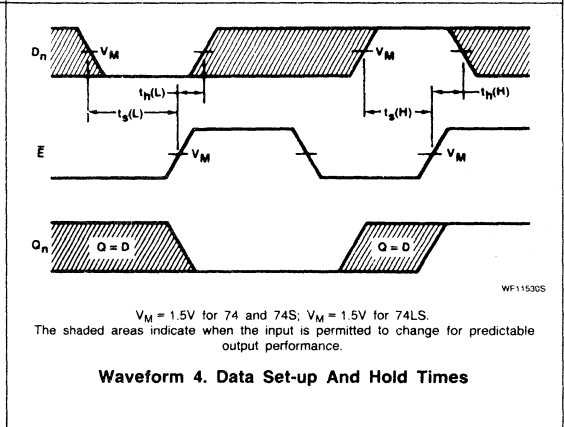 Dn VM VM
th(L) th(H)
ts(L) ts(H)
E̅ VM VM
Qn Q = D Q = D
WF11530S
VM = 1.5V for 74 and 74S; VM = 1.5V for 74LS.
The shaded areas indicate when the input is permitted to change for predictable
output performance.
Waveform 4. Data Set-up And Hold Times